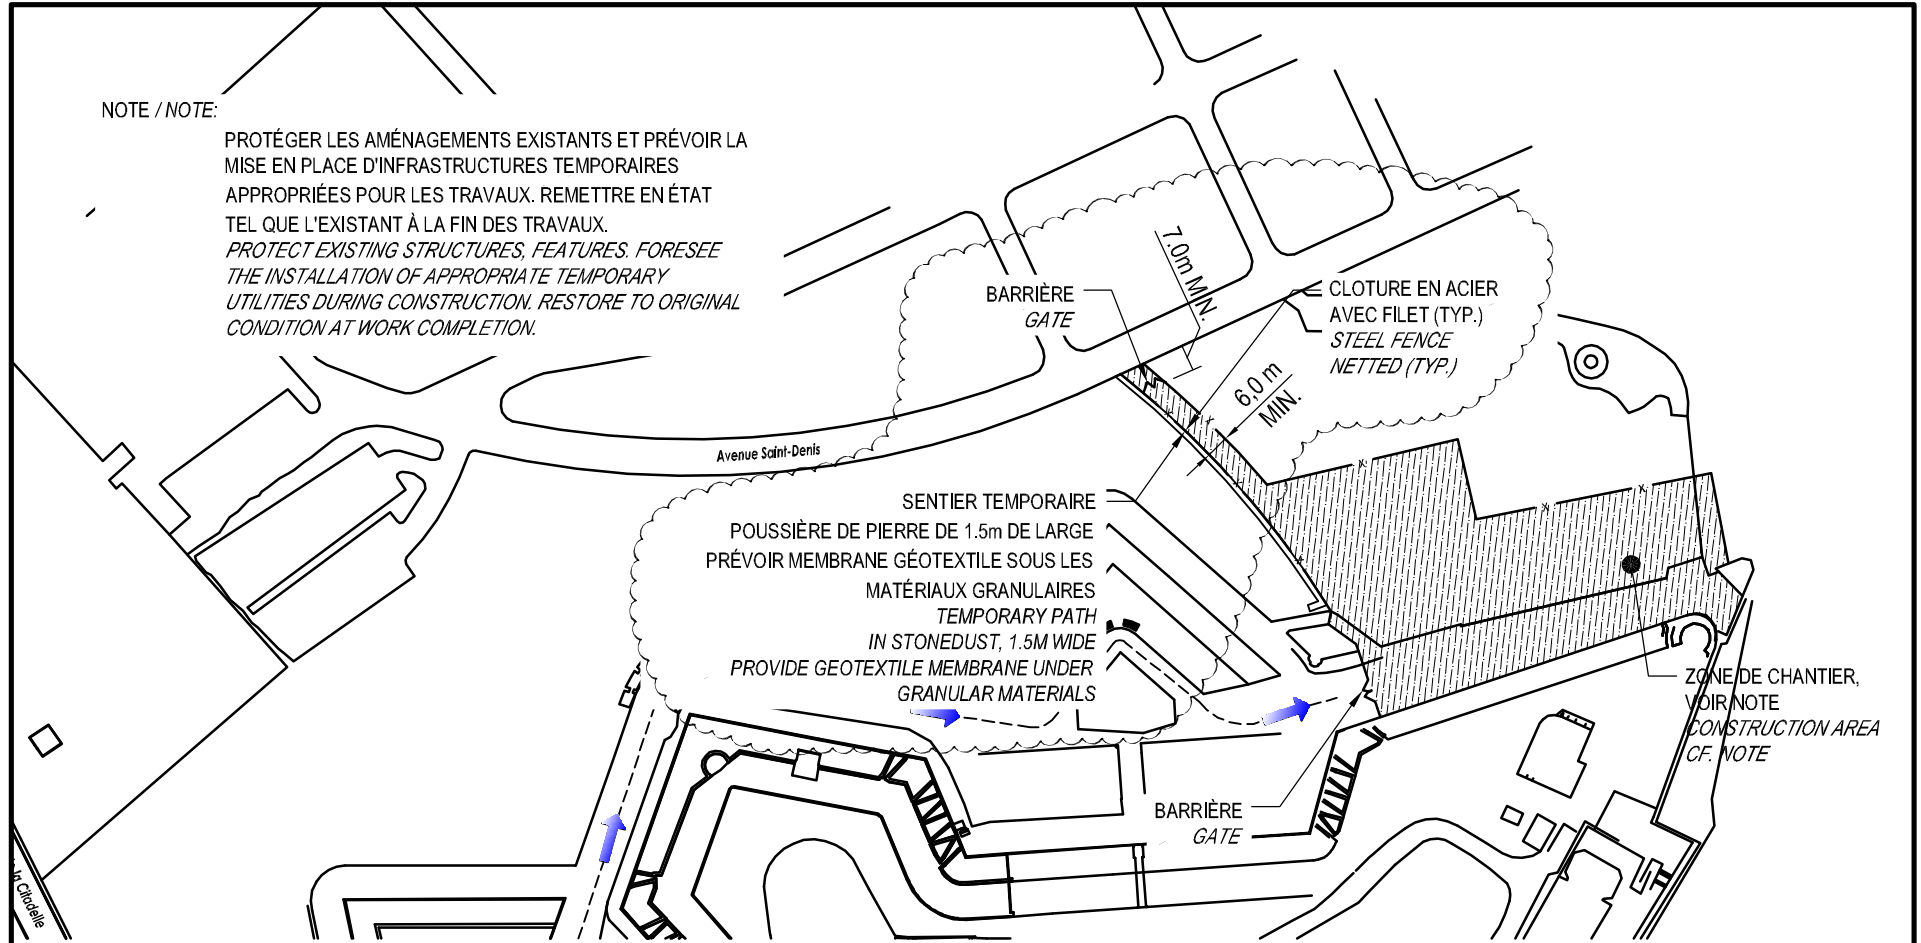 NOTE / NOTE:
PROTÉGER LES AMÉNAGEMENTS EXISTANTS ET PRÉVOIR LA
MISE EN PLACE D'INFRASTRUCTURES TEMPORAIRES
APPROPRIÉES POUR LES TRAVAUX. REMETTRE EN ÉTAT
TEL QUE L'EXISTANT À LA FIN DES TRAVAUX.
PROTECT EXISTING STRUCTURES, FEATURES. FORESEE
THE INSTALLATION OF APPROPRIATE TEMPORARY
UTILITIES DURING CONSTRUCTION. RESTORE TO ORIGINAL
CONDITION AT WORK COMPLETION.
7.0m MIN.
BARRIÈRE
GATE
CLOTURE EN ACIER
AVEC FILET (TYP.)
STEEL FENCE
NETTED (TYP.)
6,0 m
MIN.
Avenue Saint-Denis
SENTIER TEMPORAIRE
POUSSIÈRE DE PIERRE DE 1.5m DE LARGE
PRÉVOIR MEMBRANE GÉOTEXTILE SOUS LES
MATÉRIAUX GRANULAIRES
TEMPORARY PATH
IN STONEDUST, 1.5M WIDE
PROVIDE GEOTEXTILE MEMBRANE UNDER
GRANULAR MATERIALS
ZONE DE CHANTIER,
VOIR NOTE
CONSTRUCTION AREA
CF. NOTE
BARRIÈRE
GATE
la Citadelle